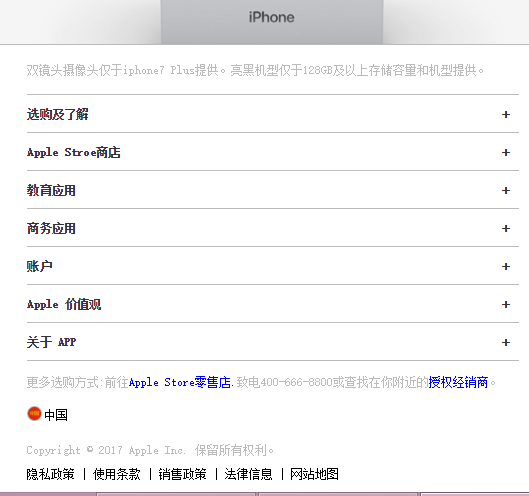 iPhone
双镜头摄像头仅于iphone7 Plus提供。亮黑机型仅于128GB及以上存储容量和机型提供。
选购及了解 +
Apple Stroe商店 +
教育应用 +
商务应用 +
账户 +
Apple 价值观 +
关于 APP +
更多选购方式:前往Apple Store零售店,致电400-666-8800或查找在你附近的授权经销商。
中国
Copyright © 2017 Apple Inc. 保留所有权利。
隐私政策 | 使用条款 | 销售政策 | 法律信息 | 网站地图